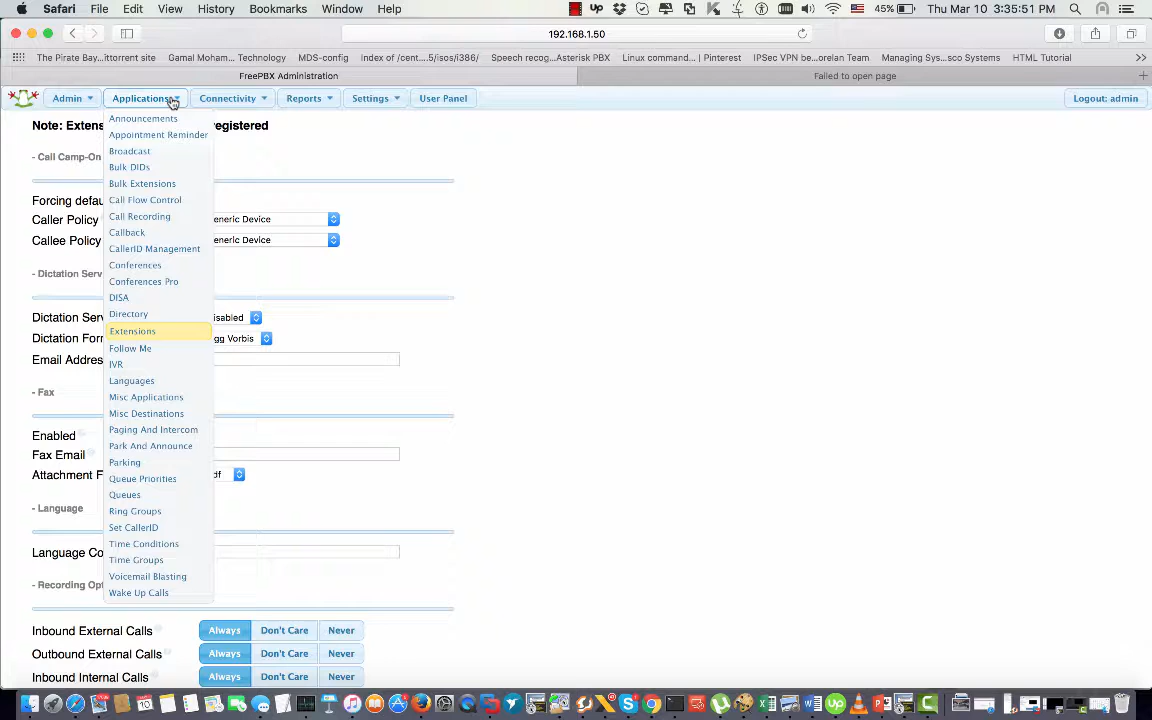 Safari File Edit View History Bookmarks Window Help Up 45% Thu Mar 10 3:35:51 PM
192.168.1.50
The Pirate Bay...ittorrent site Gamal Moham... Technology MDS-config Index of /cent....5/isos/i386/ Speech recog...Asterisk PBX Linux command... | Pinterest IPSec VPN be...orelan Team Managing Sys...sco Systems HTML Tutorial
FreePBX Administration Failed to open page
Admin Applications Connectivity Reports Settings User Panel Logout: admin
Note: Extens registered
- Call Camp-On
Forcing defau
Caller Policy eneric Device
Callee Policy eneric Device
- Dictation Serv
Dictation Serv isabled
Dictation Form gg Vorbis
Email Addres
- Fax
Enabled
Fax Email
Attachment F df
- Language
Language Co
- Recording Opt
Announcements
Appointment Reminder
Broadcast
Bulk DIDs
Bulk Extensions
Call Flow Control
Call Recording
Callback
CallerID Management
Conferences
Conferences Pro
DISA
Directory
Extensions
Follow Me
IVR
Languages
Misc Applications
Misc Destinations
Paging And Intercom
Park And Announce
Parking
Queue Priorities
Queues
Ring Groups
Set CallerID
Time Conditions
Time Groups
Voicemail Blasting
Wake Up Calls
Inbound External Calls Always Don't Care Never
Outbound External Calls Always Don't Care Never
Inbound Internal Calls Always Don't Care Never